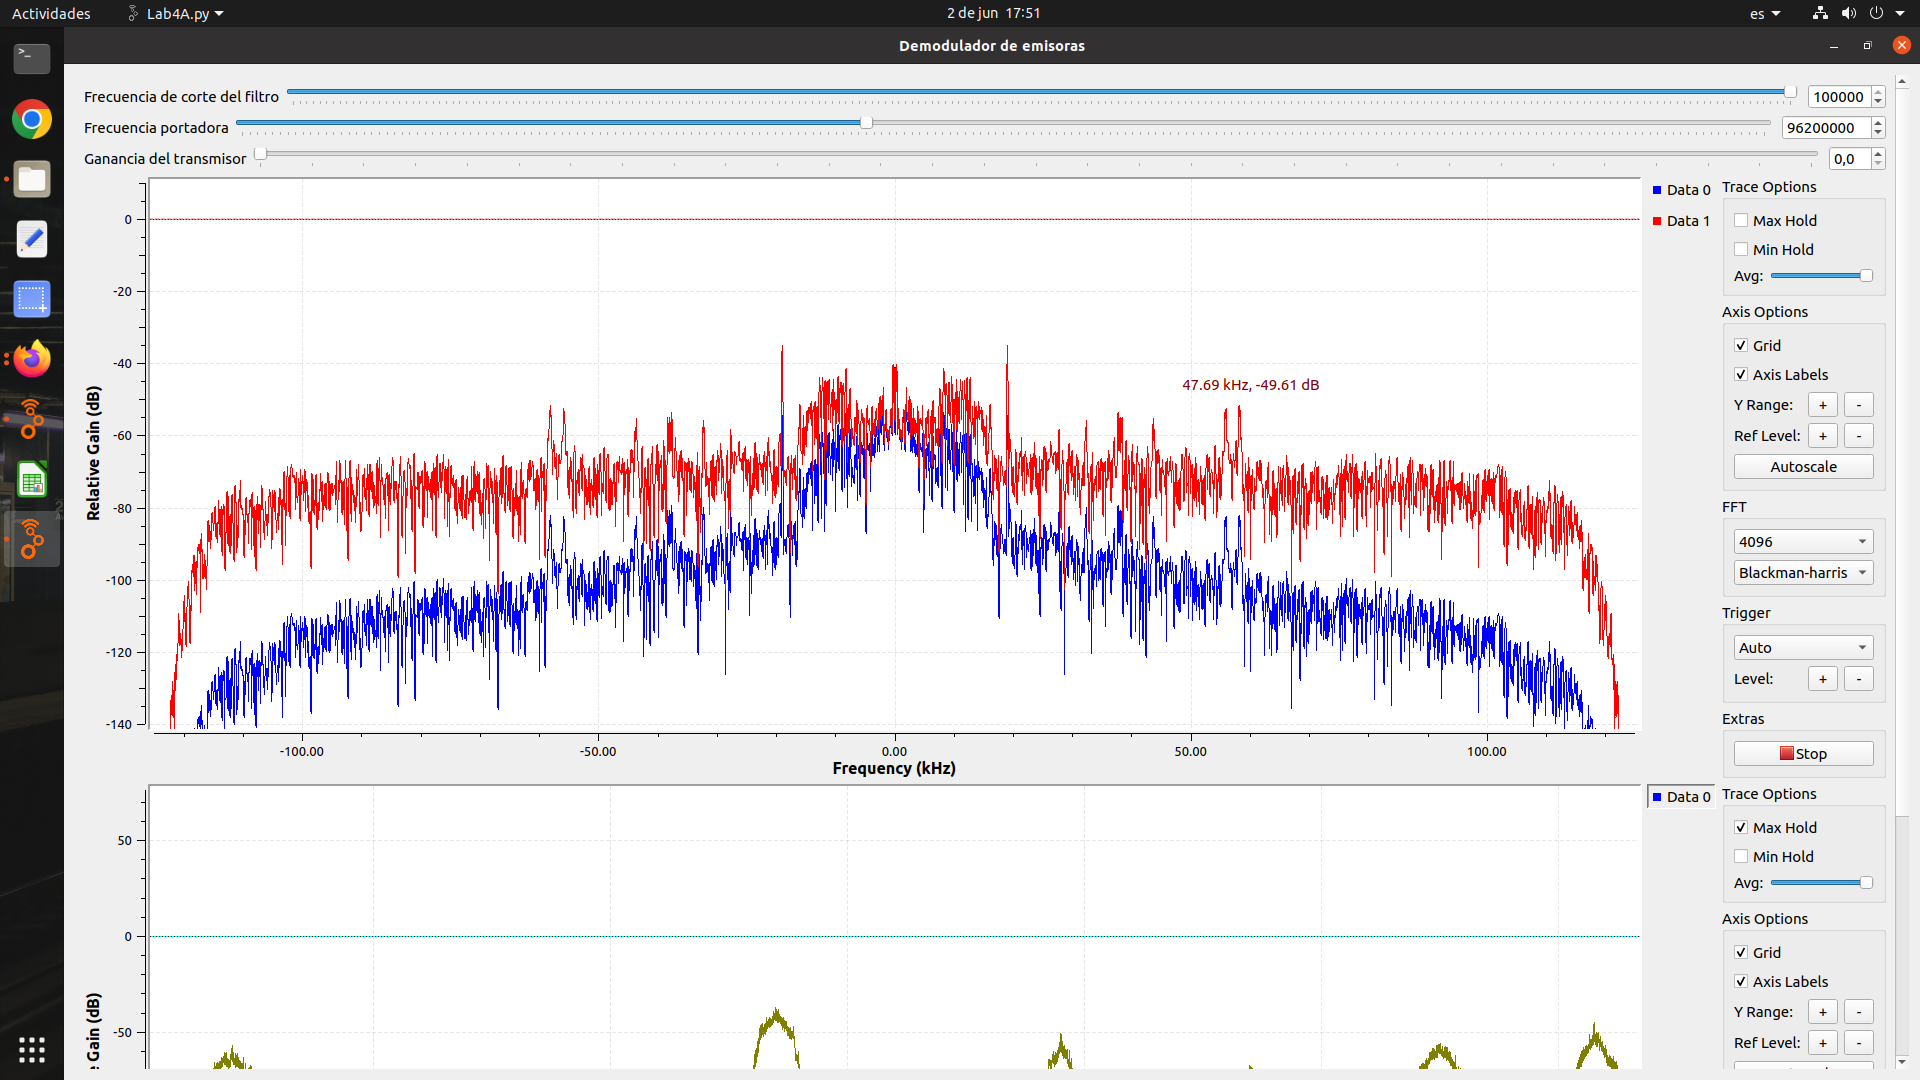 Actividades Lab4A.py 2 de jun 17:51 es
Demodulador de emisoras
Frecuencia de corte del filtro 100000
Frecuencia portadora 96200000
Ganancia del transmisor 0,0
Data 0
Data 1
47.69 kHz, -49.61 dB
0
-20
-40
-60
-80
-100
-120
-140
Relative Gain (dB)
-100.00 -50.00 0.00 50.00 100.00
Frequency (kHz)
Trace Options
Max Hold
Min Hold
Avg:
Axis Options
Grid
Axis Labels
Y Range: + -
Ref Level: + -
Autoscale
FFT
4096
Blackman-harris
Trigger
Auto
Level: + -
Extras
Stop
Data 0
50
0
-50
e Gain (dB)
Trace Options
Max Hold
Min Hold
Avg:
Axis Options
Grid
Axis Labels
Y Range: + -
Ref Level: + -